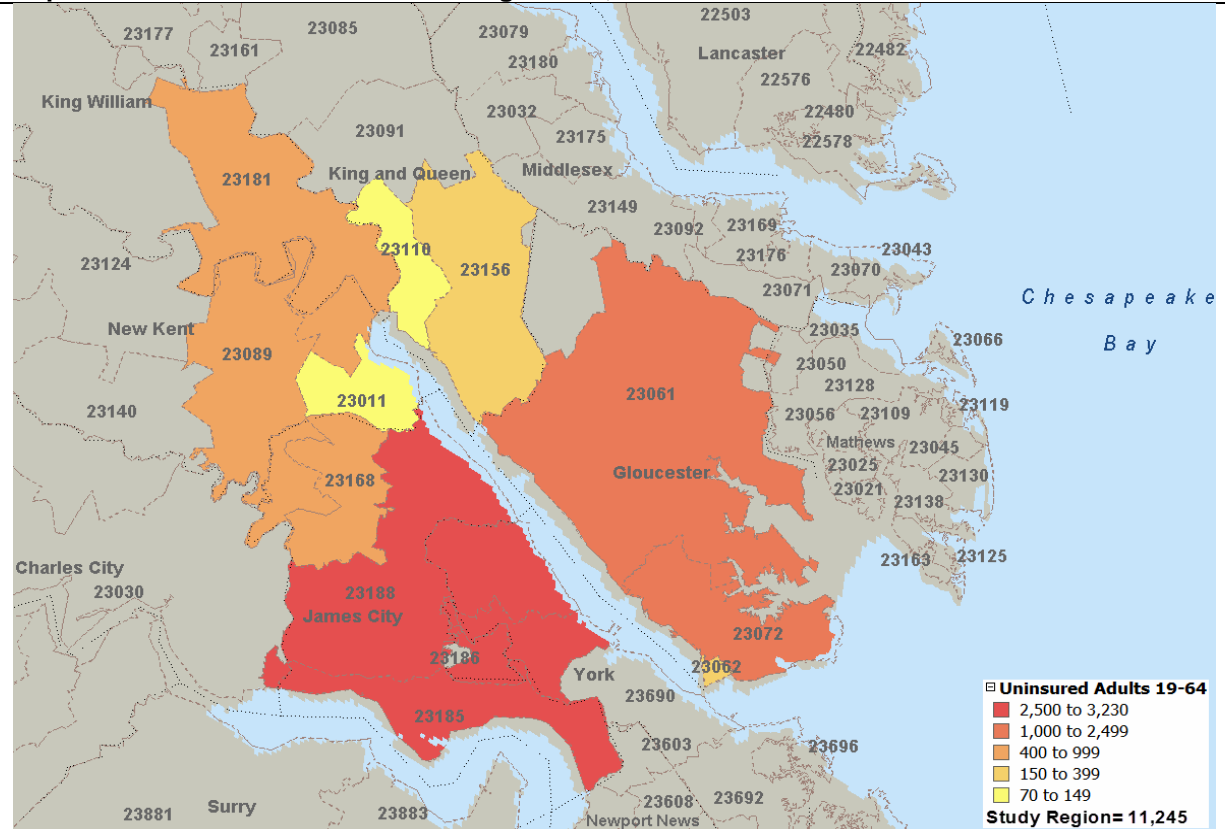 23177
23161
23085
23079
23180
22503
Lancaster
22482
22576
King William
23032
22480
23091
23175
22578
King and Queen
Middlesex
23181
23149
23092
23169
23110
23176
23043
23124
23156
23070
23071
Chesapeake
Bay
New Kent
23035
23066
23089
23050
23061
23128
23011
23140
23056
23109
23119
Mathews
23045
23168
Gloucester
23025
23130
23021
23138
23163
23125
Charles City
23030
23188
James City
23072
23186
23062
York
23690
23185
23603
23696
23608
23692
23881
Surry
23883
Newport News
Uninsured Adults 19-64
2,500 to 3,230
1,000 to 2,499
400 to 999
150 to 399
70 to 149
Study Region= 11,245